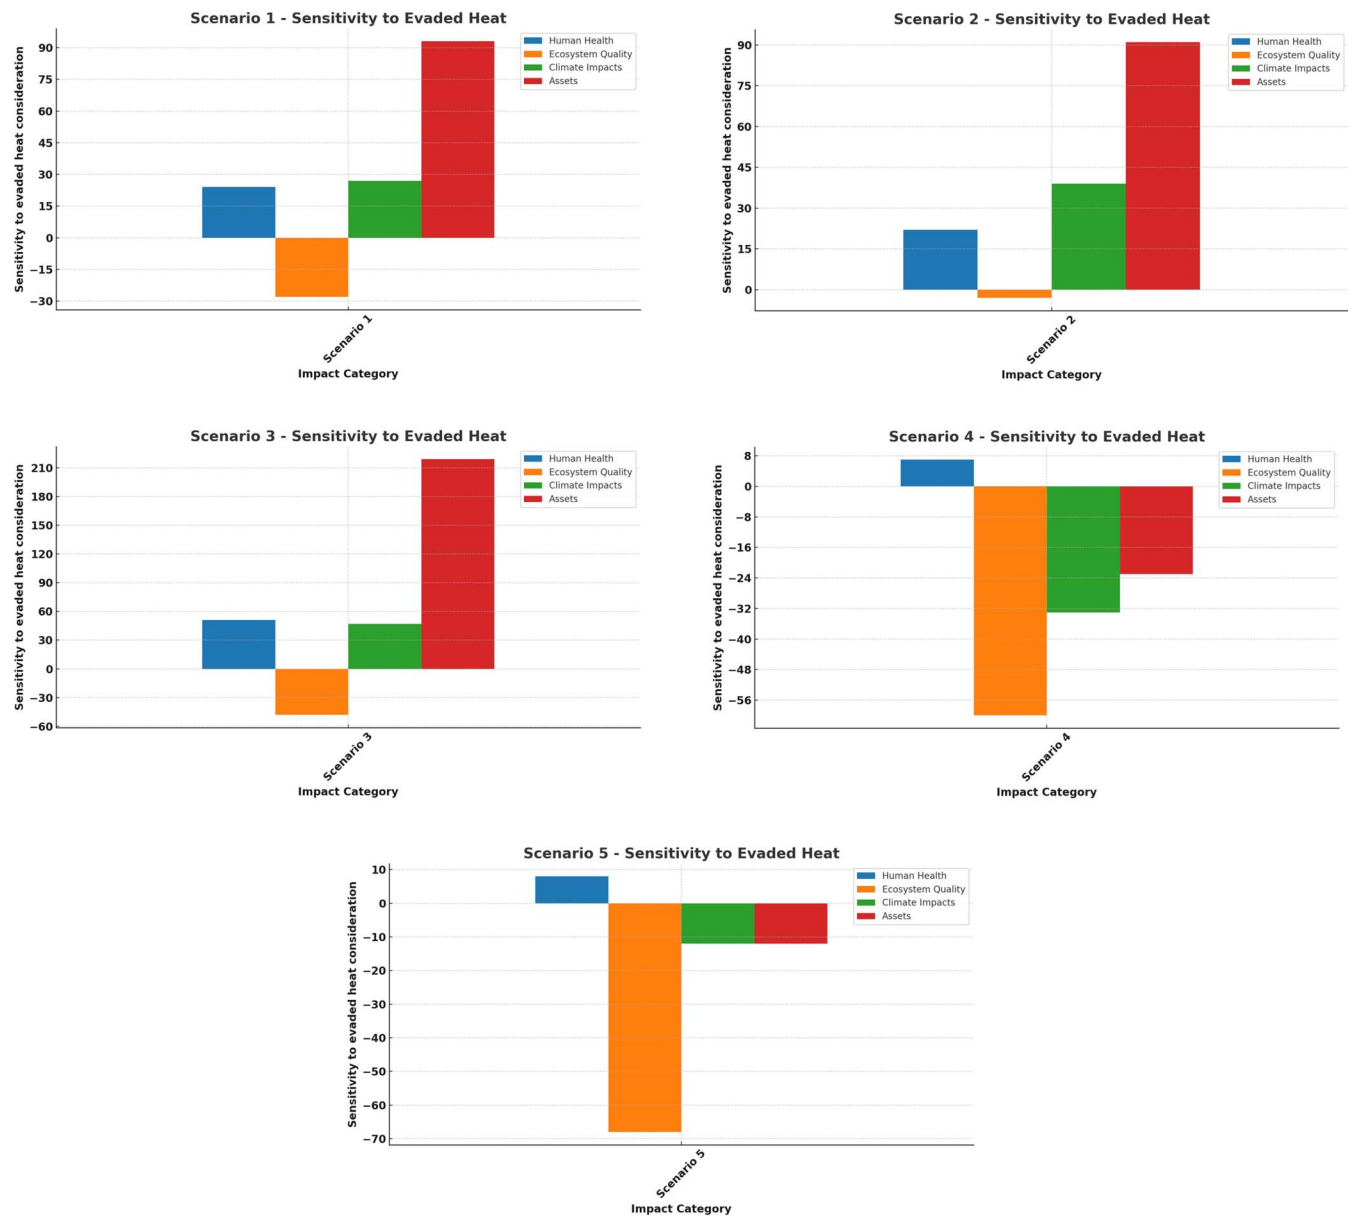 Scenario 1 - Sensitivity to Evaded Heat
Sensitivity to evaded heat consideration
90
75
60
45
30
15
0
−15
−30
Human Health
Ecosystem Quality
Climate Impacts
Assets
Scenario 1
Impact Category
Scenario 2 - Sensitivity to Evaded Heat
Sensitivity to evaded heat consideration
90
75
60
45
30
15
0
Human Health
Ecosystem Quality
Climate Impacts
Assets
Scenario 2
Impact Category
Scenario 3 - Sensitivity to Evaded Heat
Sensitivity to evaded heat consideration
210
180
150
120
90
60
30
0
−30
−60
Human Health
Ecosystem Quality
Climate Impacts
Assets
Scenario 3
Impact Category
Scenario 4 - Sensitivity to Evaded Heat
Sensitivity to evaded heat consideration
8
0
−8
−16
−24
−32
−40
−48
−56
Human Health
Ecosystem Quality
Climate Impacts
Assets
Scenario 4
Impact Category
Scenario 5 - Sensitivity to Evaded Heat
Sensitivity to evaded heat consideration
10
0
−10
−20
−30
−40
−50
−60
−70
Human Health
Ecosystem Quality
Climate Impacts
Assets
Scenario 5
Impact Category